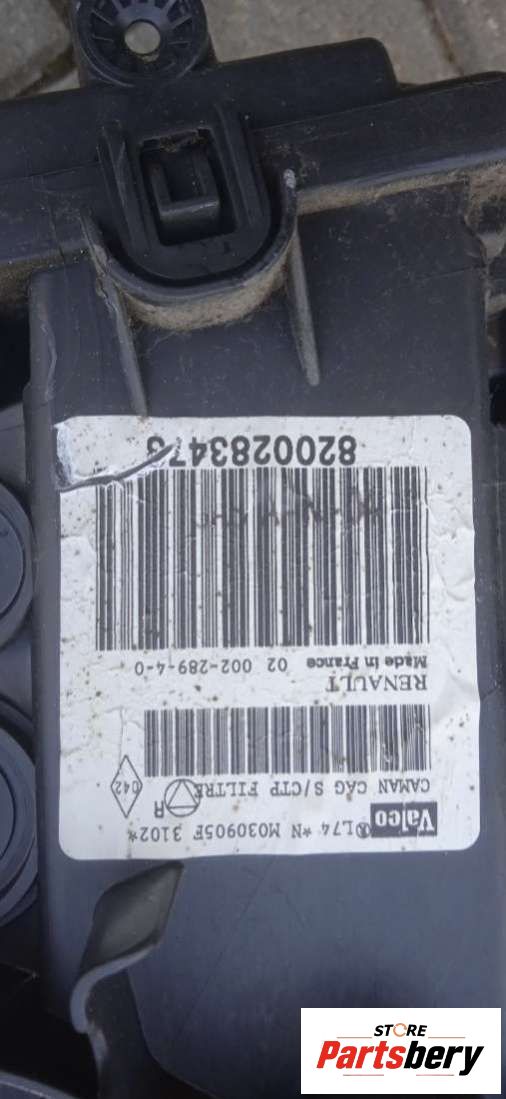 Valeo L74 *N M030905F 3102*
CAMAN CAG S/CTP FILTRE
R
042
RENAULT
Made in France 02 002-289-4-0
8200283473
STORE
Partsbery